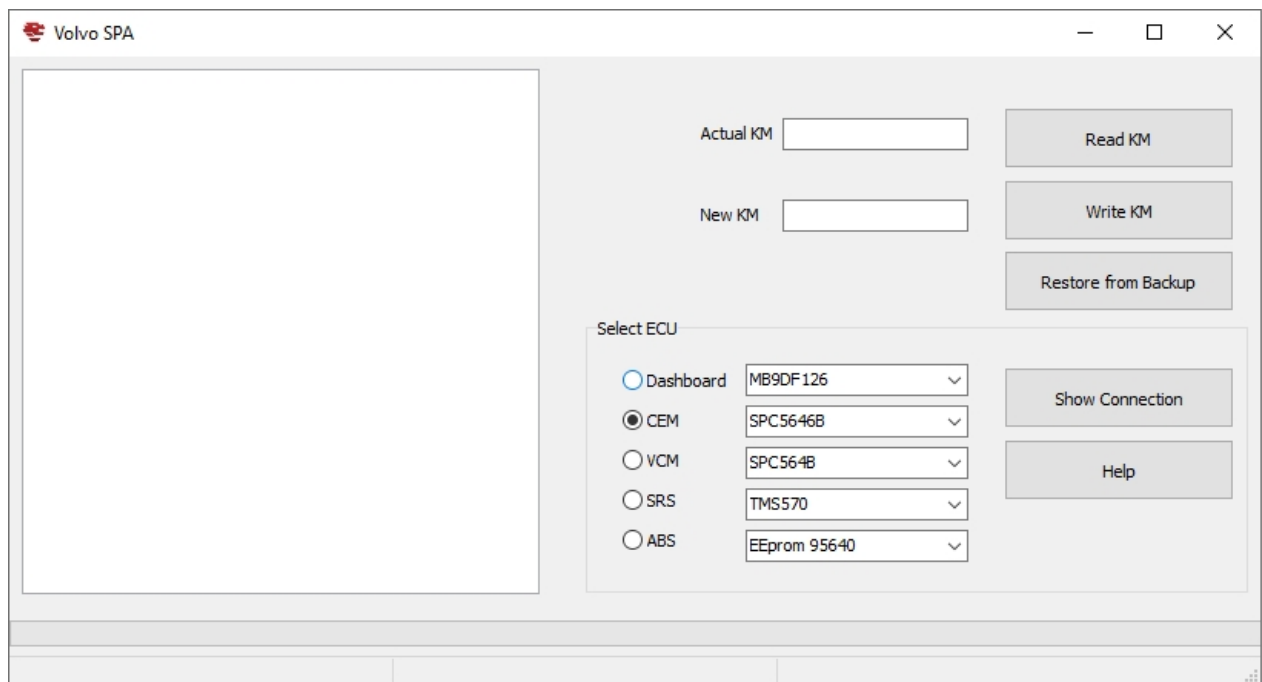 Volvo SPA
Actual KM
Read KM
New KM
Write KM
Restore from Backup
Select ECU
Dashboard
MB9DF126
CEM
SPC5646B
Show Connection
VCM
SPC564B
Help
SRS
TMS570
ABS
EEprom 95640